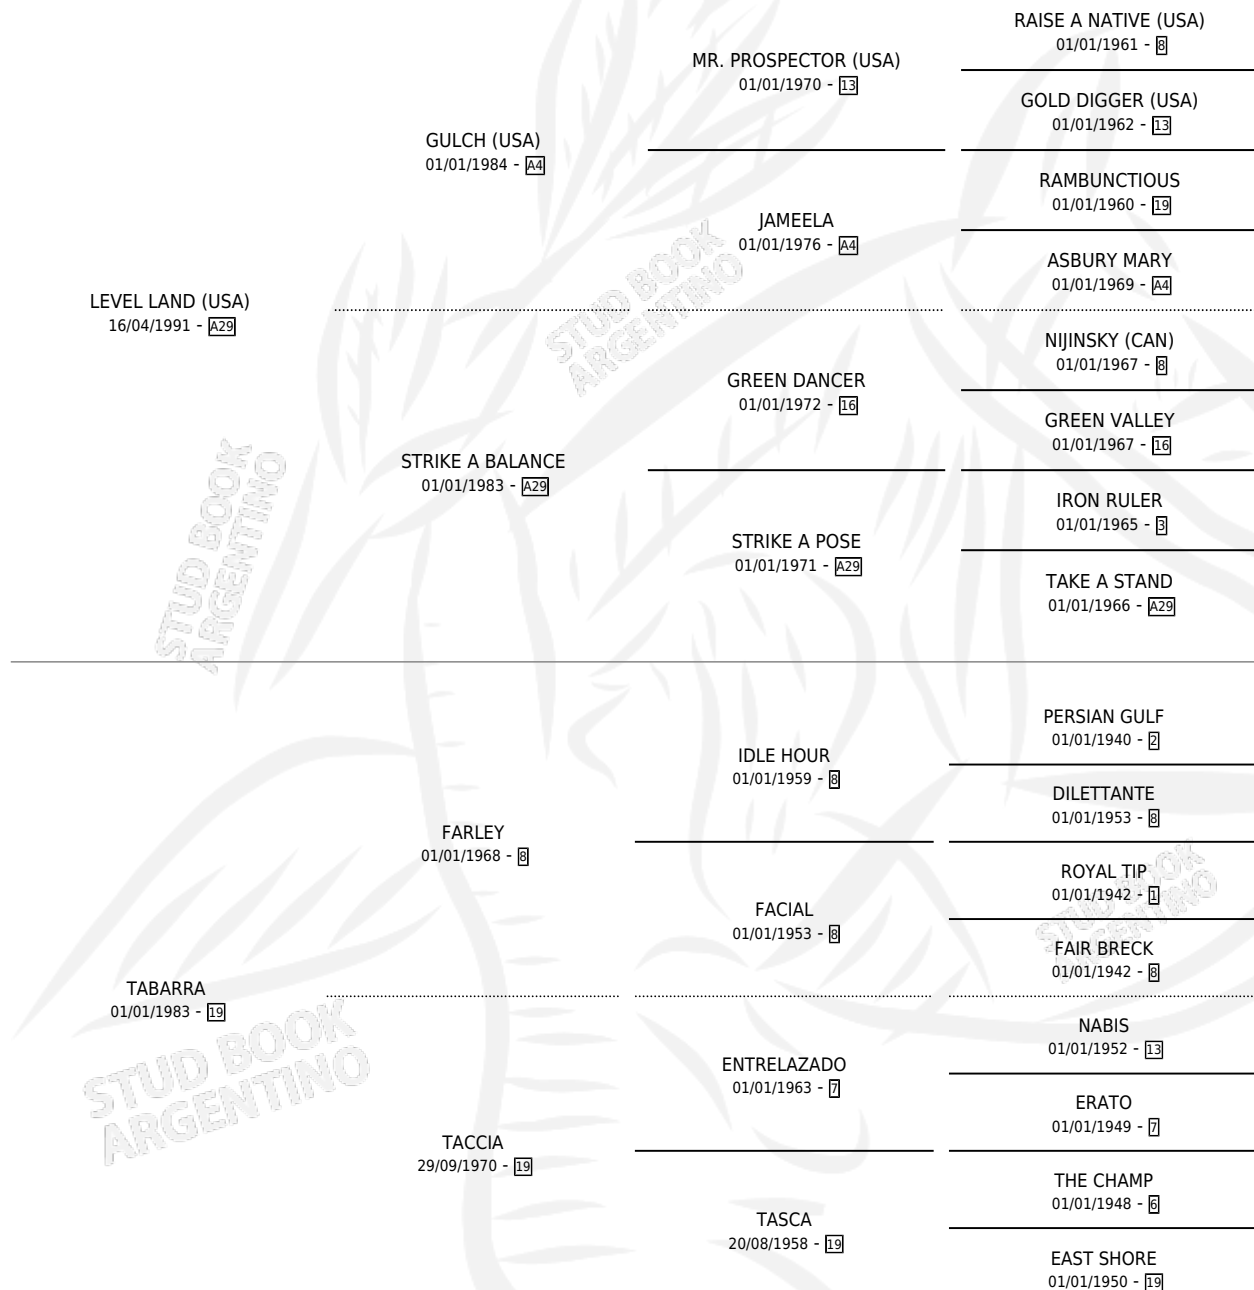 RAISE A NATIVE (USA)
01/01/1961 - 8
MR. PROSPECTOR (USA)
01/01/1970 - 13
GOLD DIGGER (USA)
01/01/1962 - 13
GULCH (USA)
01/01/1984 - A4
RAMBUNCTIOUS
01/01/1960 - 19
JAMEELA
01/01/1976 - A4
ASBURY MARY
01/01/1969 - A4
LEVEL LAND (USA)
16/04/1991 - A29
NIJINSKY (CAN)
01/01/1967 - 8
GREEN DANCER
01/01/1972 - 16
GREEN VALLEY
01/01/1967 - 16
STRIKE A BALANCE
01/01/1983 - A29
IRON RULER
01/01/1965 - 3
STRIKE A POSE
01/01/1971 - A29
TAKE A STAND
01/01/1966 - A29
PERSIAN GULF
01/01/1940 - 2
IDLE HOUR
01/01/1959 - 8
DILETTANTE
01/01/1953 - 8
FARLEY
01/01/1968 - 8
ROYAL TIP
01/01/1942 - 1
FACIAL
01/01/1953 - 8
FAIR BRECK
01/01/1942 - 8
TABARRA
01/01/1983 - 19
NABIS
01/01/1952 - 13
ENTRELAZADO
01/01/1963 - 7
ERATO
01/01/1949 - 7
TACCIA
29/09/1970 - 19
THE CHAMP
01/01/1948 - 6
TASCA
20/08/1958 - 19
EAST SHORE
01/01/1950 - 19
STUD BOOK
ARGENTINO
STUD BOOK
ARGENTINO
STUD BOOK
ARGENTINO
STUD BOOK
ARGENTINO